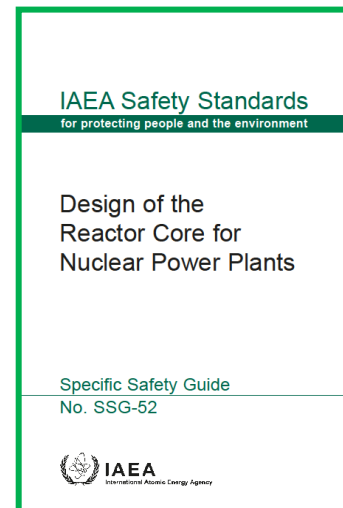 IAEA Safety Standards
for protecting people and the environment
Design of the
Reactor Core for
Nuclear Power Plants
Specific Safety Guide
No. SSG-52
IAEA
International Atomic Energy Agency